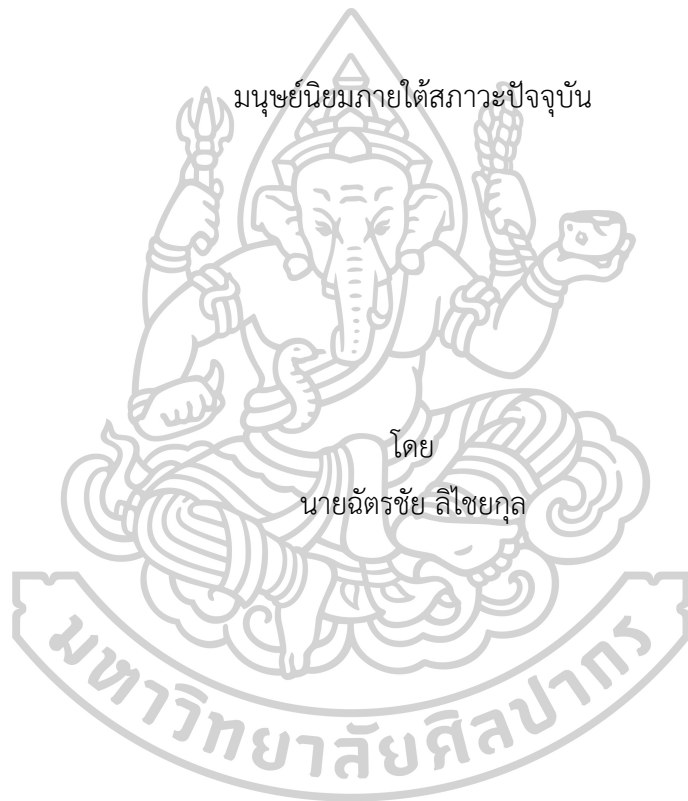 มนุษย์นิยมภายใต้สภาวะปัจจุบัน
โดย
นายฉัตรชัย ลิไชยกุล
มหาวิทยาลัยศิลปากร